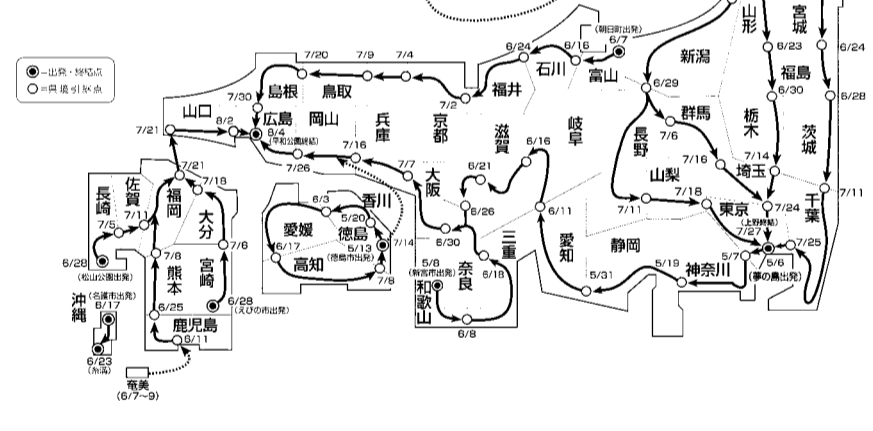 ●=出発・終結点
○=県境引継点
山形
宮城
6/23
6/24
福島
6/30
6/28
新潟
6/29
群馬
7/6
栃木
茨城
7/16
埼玉
7/14
7/11
千葉
長野
山梨
7/11
7/18
東京
7/24
(上野終結)
7/27
7/25
5/6
(夢の島出発)
5/7
神奈川
5/19
静岡
5/31
愛知
6/11
岐阜
6/16
(朝日町出発)
6/7
富山
6/16
石川
6/24
福井
7/2
滋賀
6/21
6/26
京都
7/4
7/9
鳥取
7/20
島根
7/30
山口
7/21
8/2
広島
8/4
(平和公園終結)
岡山
7/26
7/16
兵庫
7/7
大阪
6/30
三重
6/18
奈良
5/8
(新宮市出発)
和歌山
6/8
香川
5/20
6/3
愛媛
徳島
5/13
(徳島市出発)
7/14
6/17
高知
7/8
7/21
福岡
7/18
大分
7/6
佐賀
長崎
7/5
7/11
6/28
(松山公園出発)
7/8
熊本
宮崎
6/28
(えびの市出発)
6/25
鹿児島
6/11
沖縄
(名護市出発)
6/17
6/23
(糸満)
奄美
(6/7~9)